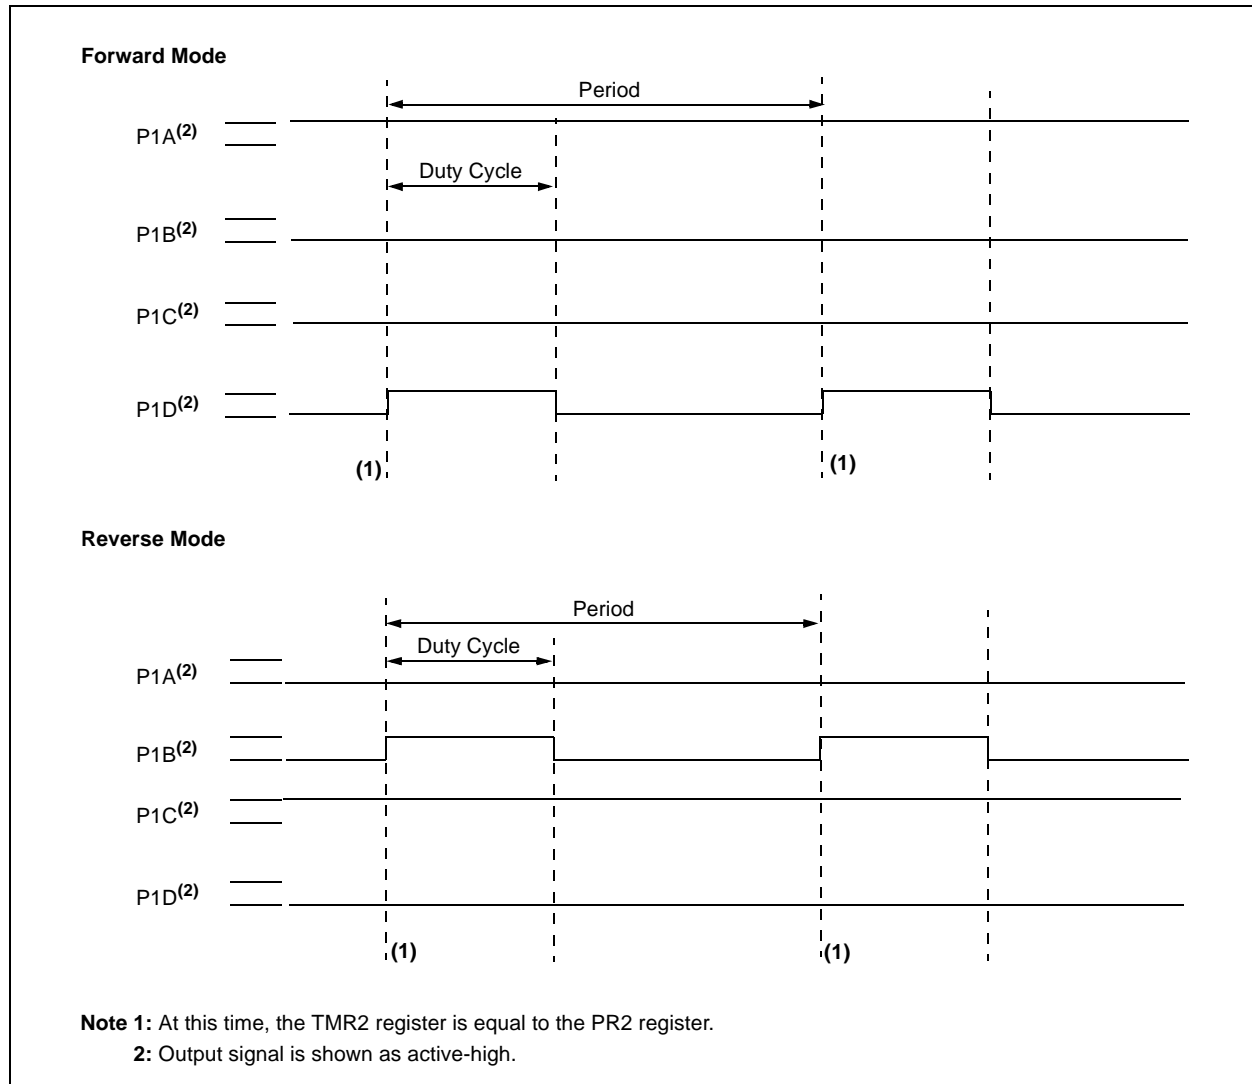 Forward Mode
Period
P1A(2)
Duty Cycle
P1B(2)
P1C(2)
P1D(2)
(1)
(1)
Reverse Mode
Period
Duty Cycle
P1A(2)
P1B(2)
P1C(2)
P1D(2)
(1)
(1)
Note 1: At this time, the TMR2 register is equal to the PR2 register.
2: Output signal is shown as active-high.